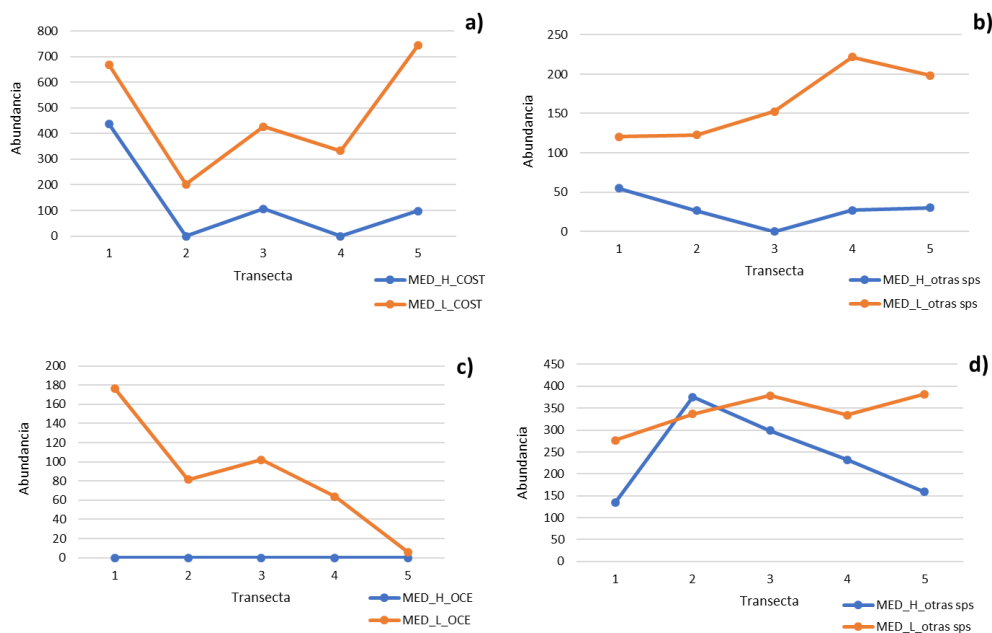 a)
800
700
600
500
400
300
200
100
0
Abundancia
1 2 3 4 5
Transecta
MED_H_COST
MED_L_COST
b)
250
200
150
100
50
0
Abundancia
1 2 3 4 5
Transecta
MED_H_otras sps
MED_L_otras sps
c)
200
180
160
140
120
100
80
60
40
20
0
Abundancia
1 2 3 4 5
Transecta
MED_H_OCE
MED_L_OCE
d)
450
400
350
300
250
200
150
100
50
0
Abundancia
1 2 3 4 5
Transecta
MED_H_otras sps
MED_L_otras sps